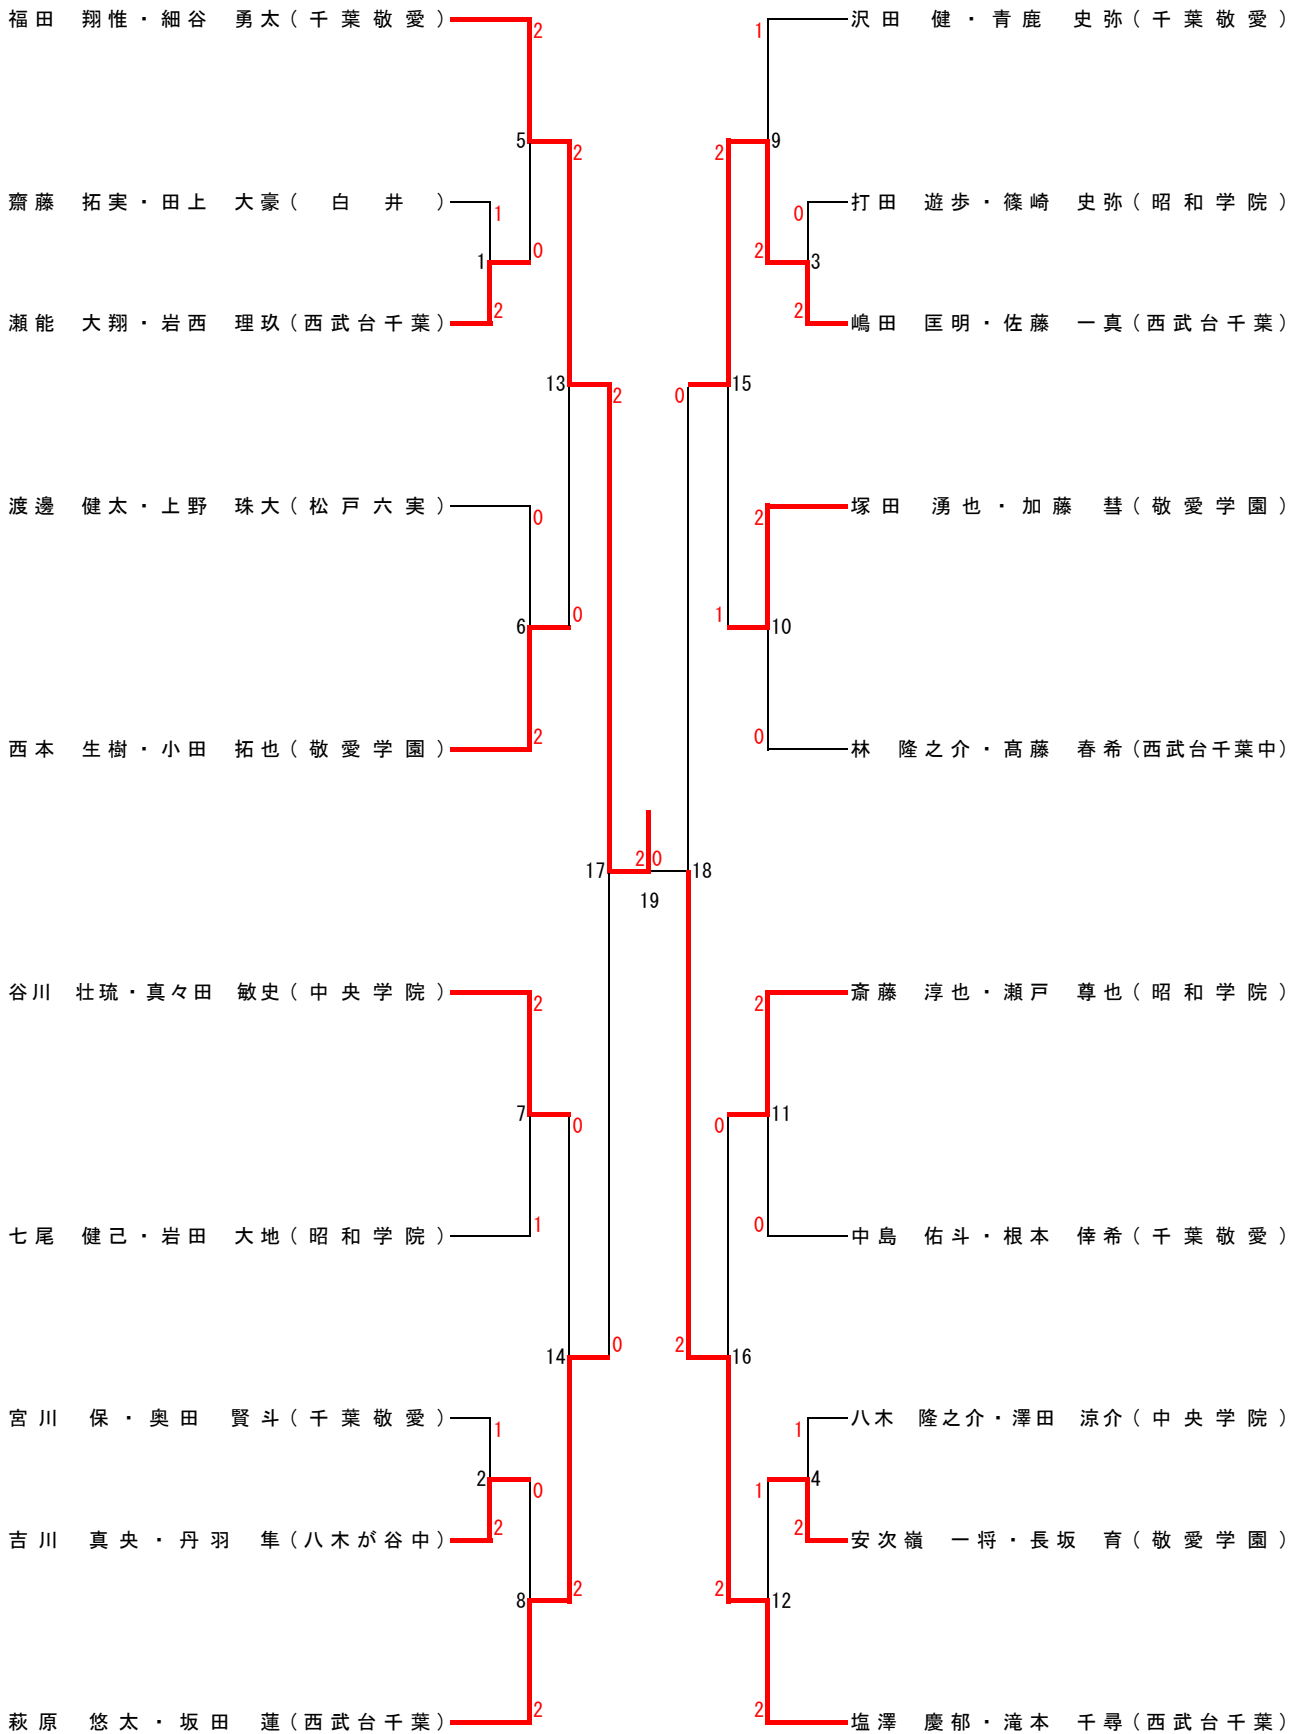 福田 翔惟・細谷 勇太(千葉敬愛) 2 1 沢田 健・青鹿 史弥(千葉敬愛)
5 2 2 9
齋藤 拓実・田上 大豪(白井) 1 0 打田 遊歩・篠崎 史弥(昭和学院)
1 0 2 3
瀬能 大翔・岩西 理玖(西武台千葉) 2 2 嶋田 匡明・佐藤 一真(西武台千葉)
13 2 0 15
渡邊 健太・上野 珠大(松戸六実) 0 2 塚田 湧也・加藤 彗(敬愛学園)
6 0 1 10
西本 生樹・小田 拓也(敬愛学園) 2 0 林 隆之介・髙藤 春希(西武台千葉中)
17 2 0 18
19
谷川 壮琉・真々田 敏史(中央学院) 2 2 斎藤 淳也・瀬戸 尊也(昭和学院)
7 0 0 11
七尾 健己・岩田 大地(昭和学院) 1 0 中島 佑斗・根本 倖希(千葉敬愛)
14 0 2 16
宮川 保・奥田 賢斗(千葉敬愛) 1 1 八木 隆之介・澤田 涼介(中央学院)
2 0 1 4
吉川 真央・丹羽 隼(八木が谷中) 2 2 安次嶺 一将・長坂 育(敬愛学園)
8 2 2 12
萩原 悠太・坂田 蓮(西武台千葉) 2 2 塩澤 慶郁・滝本 千尋(西武台千葉)